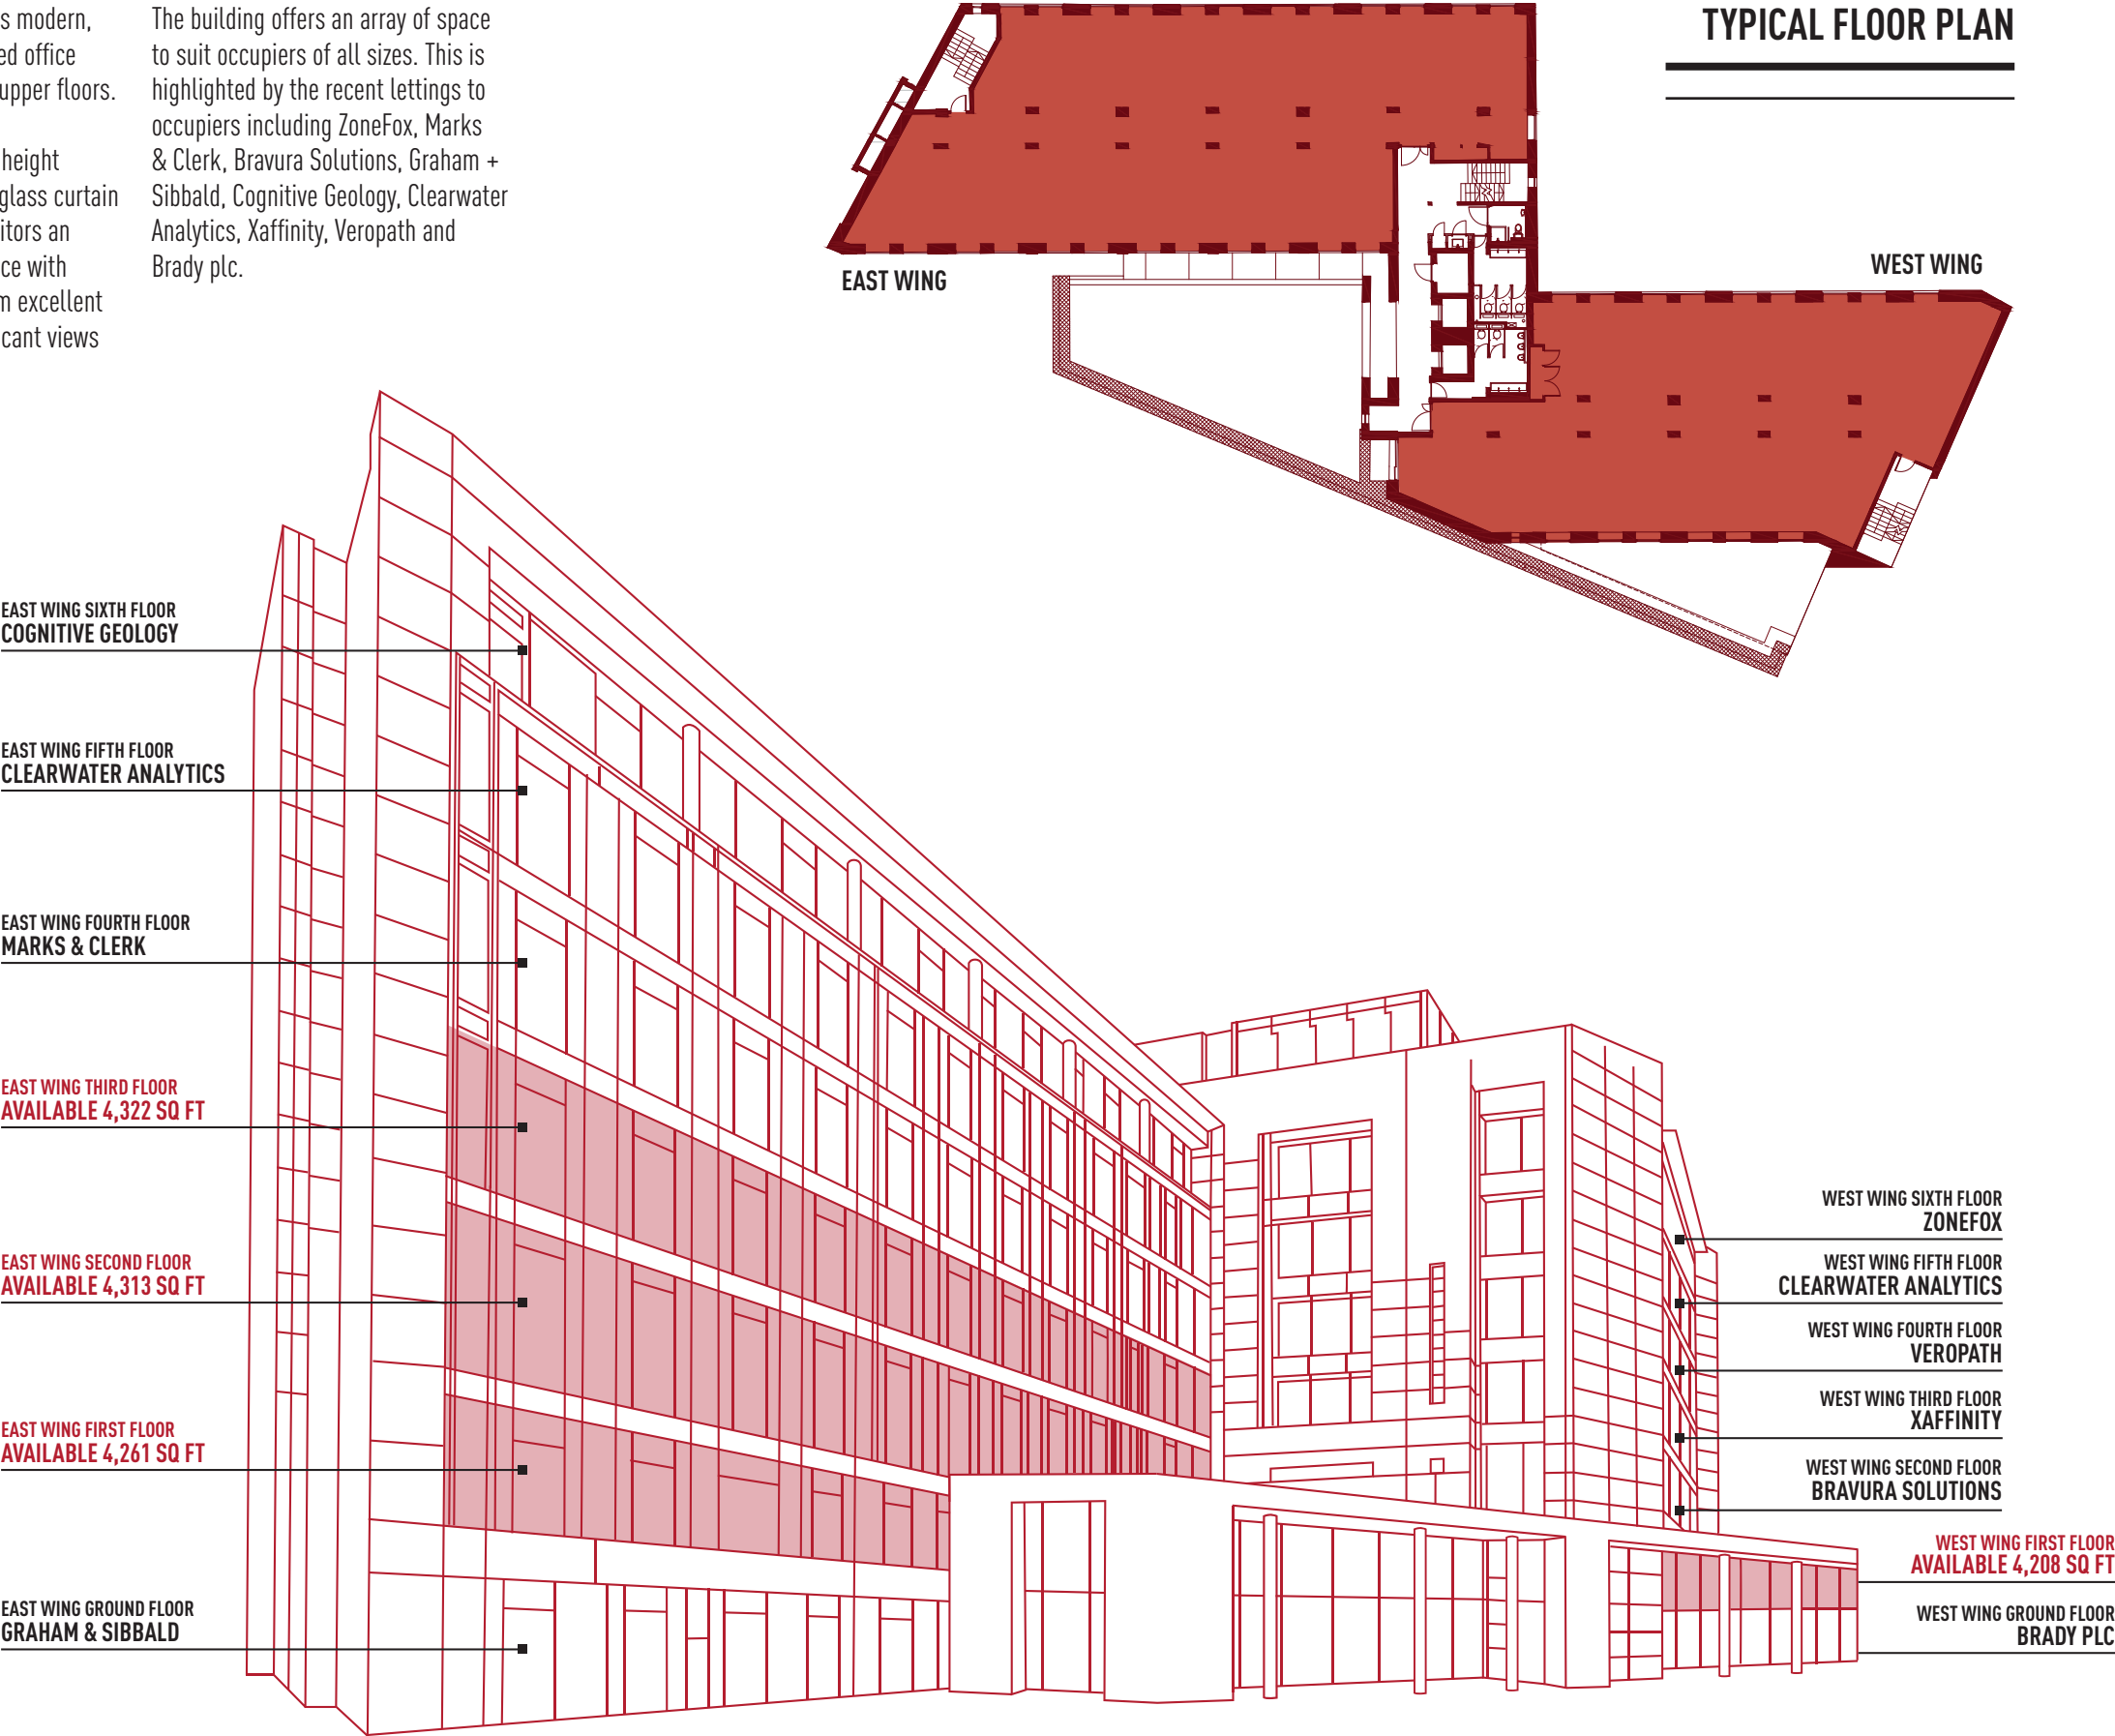 s modern,
ed office
upper floors.
height
glass curtain
itors an
ce with
m excellent
cant views
The building offers an array of space
to suit occupiers of all sizes. This is
highlighted by the recent lettings to
occupiers including ZoneFox, Marks
& Clerk, Bravura Solutions, Graham +
Sibbald, Cognitive Geology, Clearwater
Analytics, Xaffinity, Veropath and
Brady plc.
TYPICAL FLOOR PLAN
EAST WING
WEST WING
EAST WING SIXTH FLOOR
COGNITIVE GEOLOGY
EAST WING FIFTH FLOOR
CLEARWATER ANALYTICS
EAST WING FOURTH FLOOR
MARKS & CLERK
EAST WING THIRD FLOOR
AVAILABLE 4,322 SQ FT
EAST WING SECOND FLOOR
AVAILABLE 4,313 SQ FT
EAST WING FIRST FLOOR
AVAILABLE 4,261 SQ FT
EAST WING GROUND FLOOR
GRAHAM & SIBBALD
WEST WING SIXTH FLOOR
ZONEFOX
WEST WING FIFTH FLOOR
CLEARWATER ANALYTICS
WEST WING FOURTH FLOOR
VEROPATH
WEST WING THIRD FLOOR
XAFFINITY
WEST WING SECOND FLOOR
BRAVURA SOLUTIONS
WEST WING FIRST FLOOR
AVAILABLE 4,208 SQ FT
WEST WING GROUND FLOOR
BRADY PLC